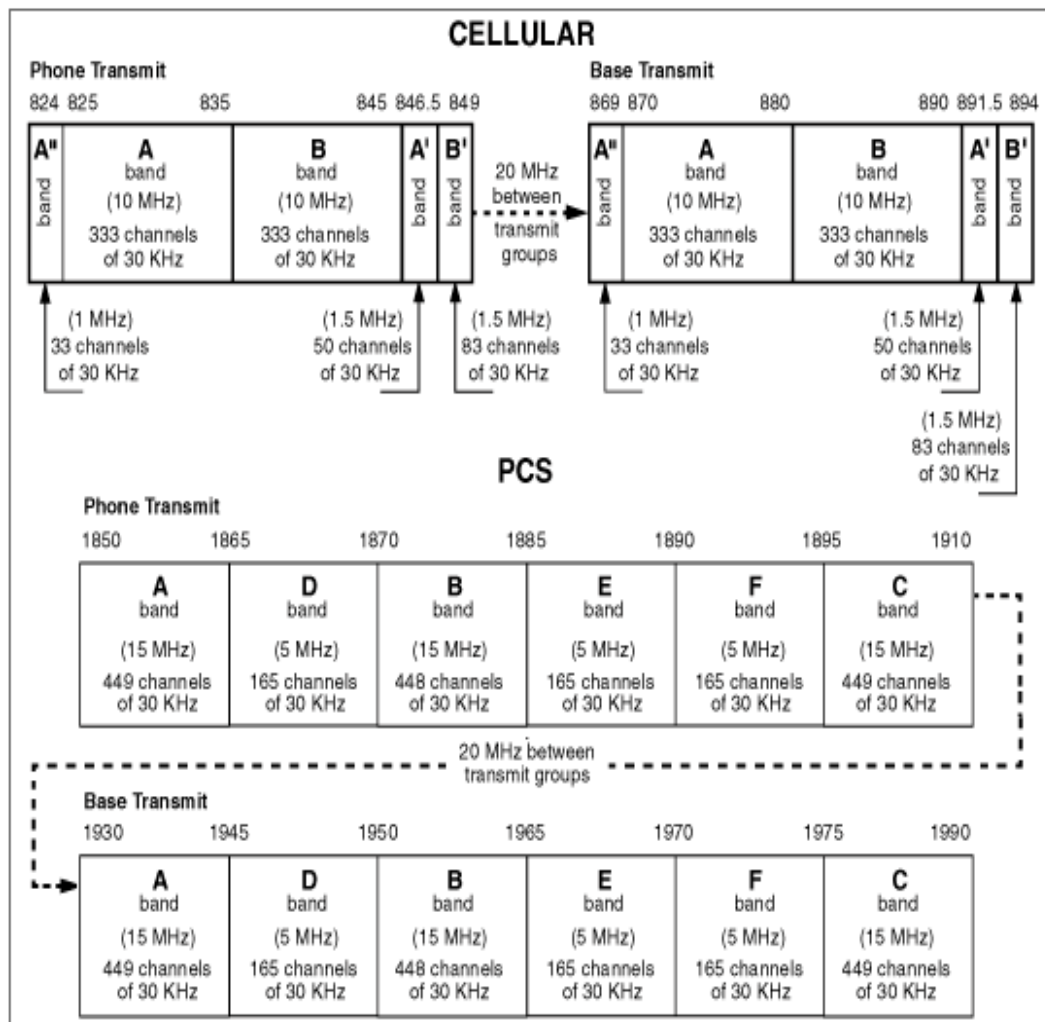 CELLULAR
Phone Transmit
824 825 835 845 846.5 849
A" band
A
band
(10 MHz)
333 channels
of 30 KHz
B
band
(10 MHz)
333 channels
of 30 KHz
A' band
B' band
20 MHz
between
transmit
groups
Base Transmit
869 870 880 890 891.5 894
A" band
A
band
(10 MHz)
333 channels
of 30 KHz
B
band
(10 MHz)
333 channels
of 30 KHz
A' band
B' band
(1 MHz)
33 channels
of 30 KHz
(1.5 MHz)
50 channels
of 30 KHz
(1.5 MHz)
83 channels
of 30 KHz
(1 MHz)
33 channels
of 30 KHz
(1.5 MHz)
50 channels
of 30 KHz
(1.5 MHz)
83 channels
of 30 KHz
PCS
Phone Transmit
1850 1865 1870 1885 1890 1895 1910
A
band
(15 MHz)
449 channels
of 30 KHz
D
band
(5 MHz)
165 channels
of 30 KHz
B
band
(15 MHz)
448 channels
of 30 KHz
E
band
(5 MHz)
165 channels
of 30 KHz
F
band
(5 MHz)
165 channels
of 30 KHz
C
band
(15 MHz)
449 channels
of 30 KHz
20 MHz between
transmit groups
Base Transmit
1930 1945 1950 1965 1970 1975 1990
A
band
(15 MHz)
449 channels
of 30 KHz
D
band
(5 MHz)
165 channels
of 30 KHz
B
band
(15 MHz)
448 channels
of 30 KHz
E
band
(5 MHz)
165 channels
of 30 KHz
F
band
(5 MHz)
165 channels
of 30 KHz
C
band
(15 MHz)
449 channels
of 30 KHz